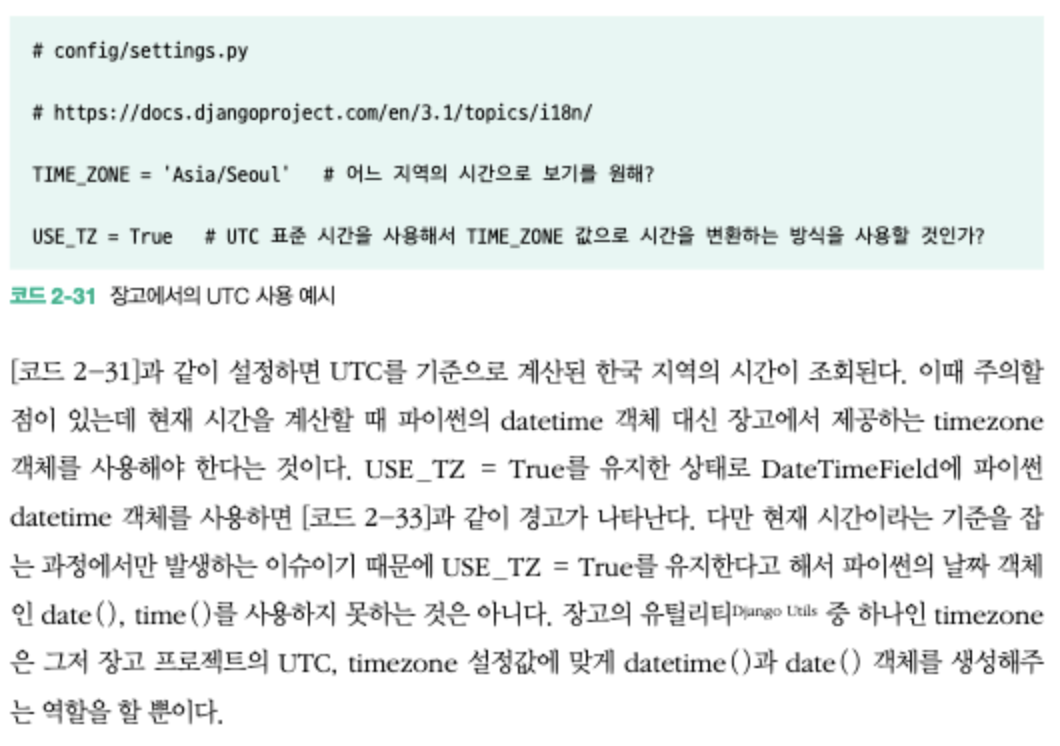 # config/settings.py
# https://docs.djangoproject.com/en/3.1/topics/i18n/
TIME_ZONE = 'Asia/Seoul'   # 어느 지역의 시간으로 보기를 원해?
USE_TZ = True   # UTC 표준 시간을 사용해서 TIME_ZONE 값으로 시간을 변환하는 방식을 사용할 것인가?
코드 2-31 장고에서의 UTC 사용 예시
[코드 2-31]과 같이 설정하면 UTC를 기준으로 계산된 한국 지역의 시간이 조회된다. 이때 주의할
점이 있는데 현재 시간을 계산할 때 파이썬의 datetime 객체 대신 장고에서 제공하는 timezone
객체를 사용해야 한다는 것이다. USE_TZ = True를 유지한 상태로 DateTimeField에 파이썬
datetime 객체를 사용하면 [코드 2-33]과 같이 경고가 나타난다. 다만 현재 시간이라는 기준을 잡
는 과정에서만 발생하는 이슈이기 때문에 USE_TZ = True를 유지한다고 해서 파이썬의 날짜 객체
인 date(), time()를 사용하지 못하는 것은 아니다. 장고의 유틸리티Django Utils 중 하나인 timezone
은 그저 장고 프로젝트의 UTC, timezone 설정값에 맞게 datetime()과 date() 객체를 생성해주
는 역할을 할 뿐이다.